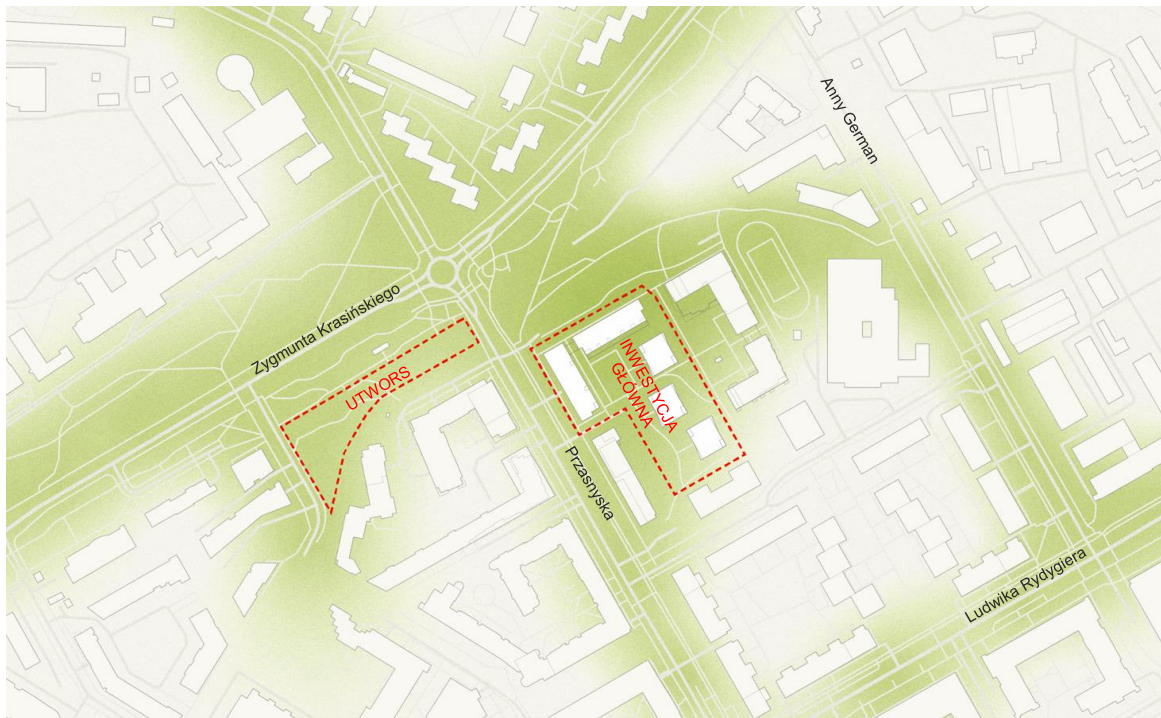 Anny German
Zygmunta Krasińskiego
UTWORS
INWESTYCJA
GŁÓWNA
Przasnyska
Ludwika Rydygiera